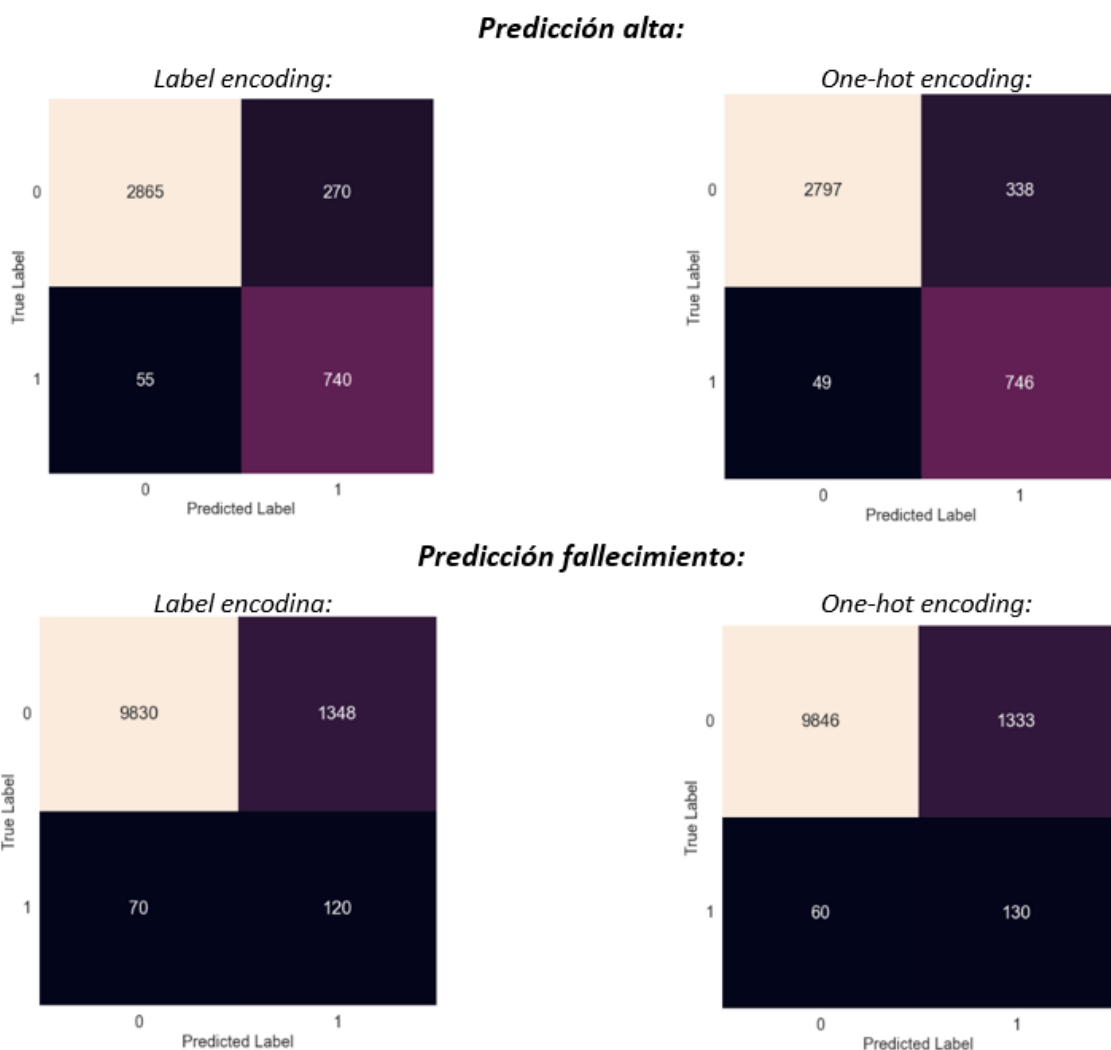 Predicción alta:
Label encoding:
One-hot encoding:
0
2865
270
True Label
1
55
740
0
1
Predicted Label
0
2797
338
True Label
1
49
746
0
1
Predicted Label
Predicción fallecimiento:
Label encoding:
One-hot encoding:
0
9830
1348
True Label
1
70
120
0
1
Predicted Label
0
9846
1333
True Label
1
60
130
0
1
Predicted Label